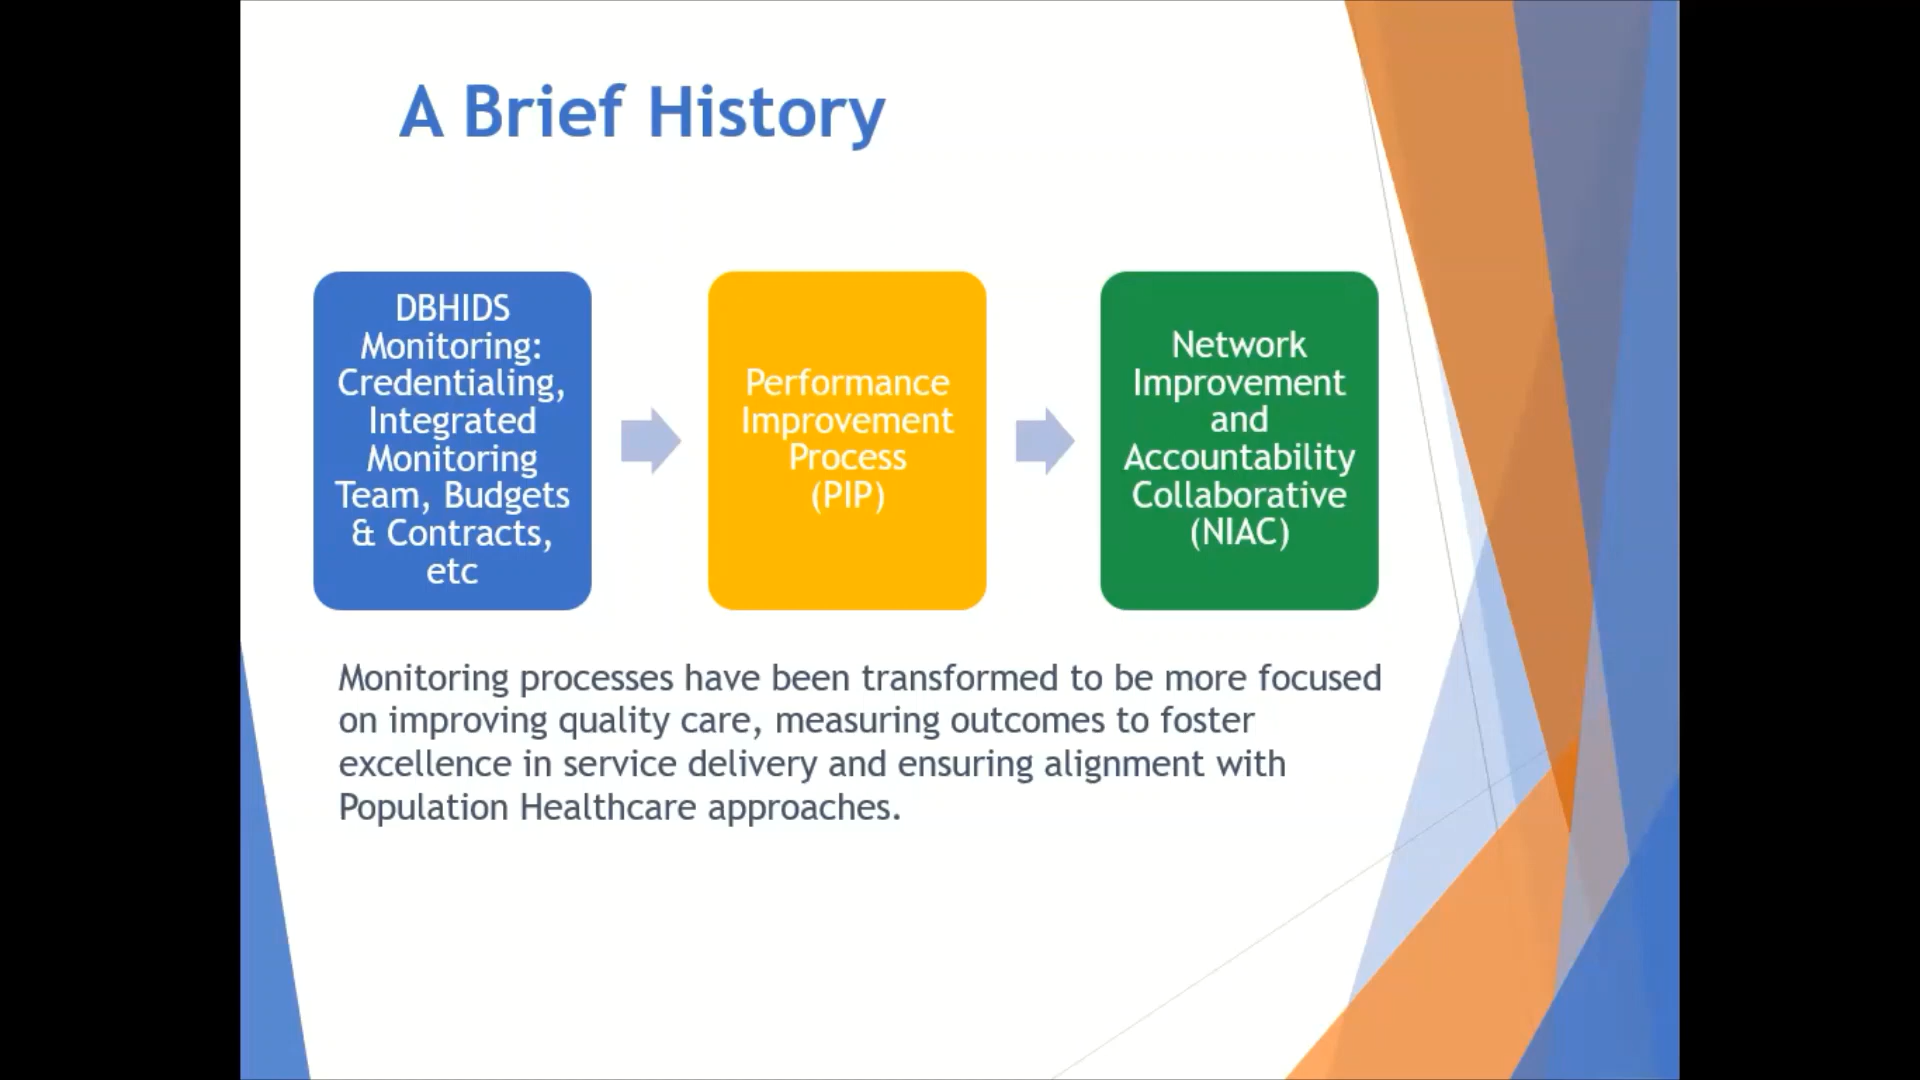 A Brief History
DBHIDS
Monitoring:
Credentialing,
Integrated
Monitoring
Team, Budgets
& Contracts,
etc
Performance
Improvement
Process
(PIP)
Network
Improvement
and
Accountability
Collaborative
(NIAC)
Monitoring processes have been transformed to be more focused
on improving quality care, measuring outcomes to foster
excellence in service delivery and ensuring alignment with
Population Healthcare approaches.